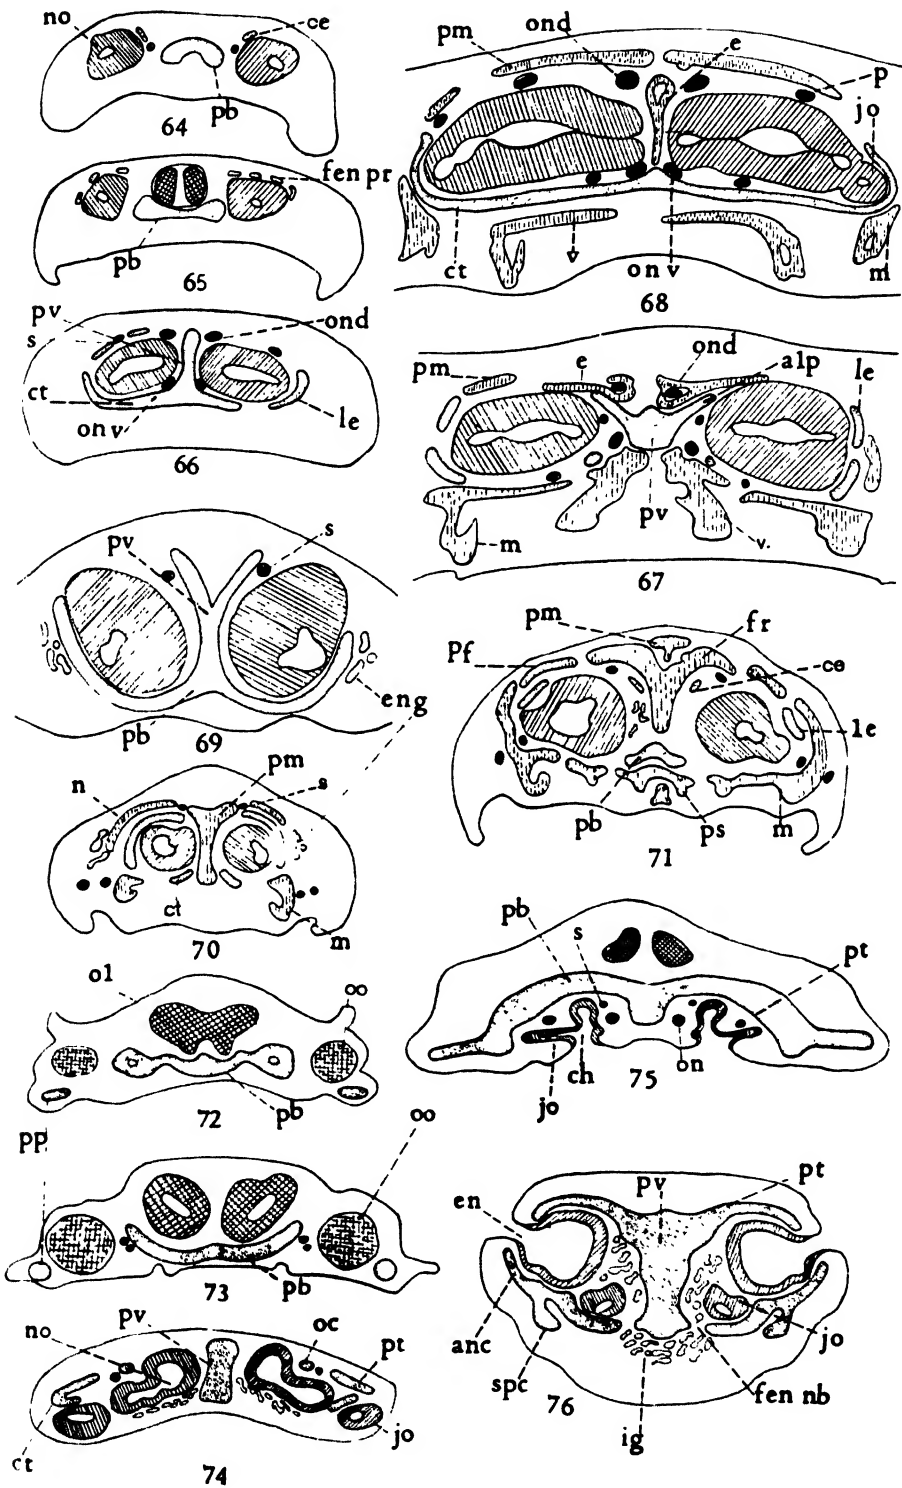 no ce
pb
64
fen pr
pb
65
pv ond
s
ct
on v le
66
pm ond e p
jo
ct v on v m
68
pm e ond alp le
m pv v.
67
pv s
eng
pb 69
n pm s
ct
70 m
pm fr
Pf ce
le
pb ps m
71
ol oo
pb
72
pp oo
pb
73
no pv oc pt
ct jo
74
pb s pt
jo ch on
75
en pv pt
anc jo
spc fen nb
ig
76